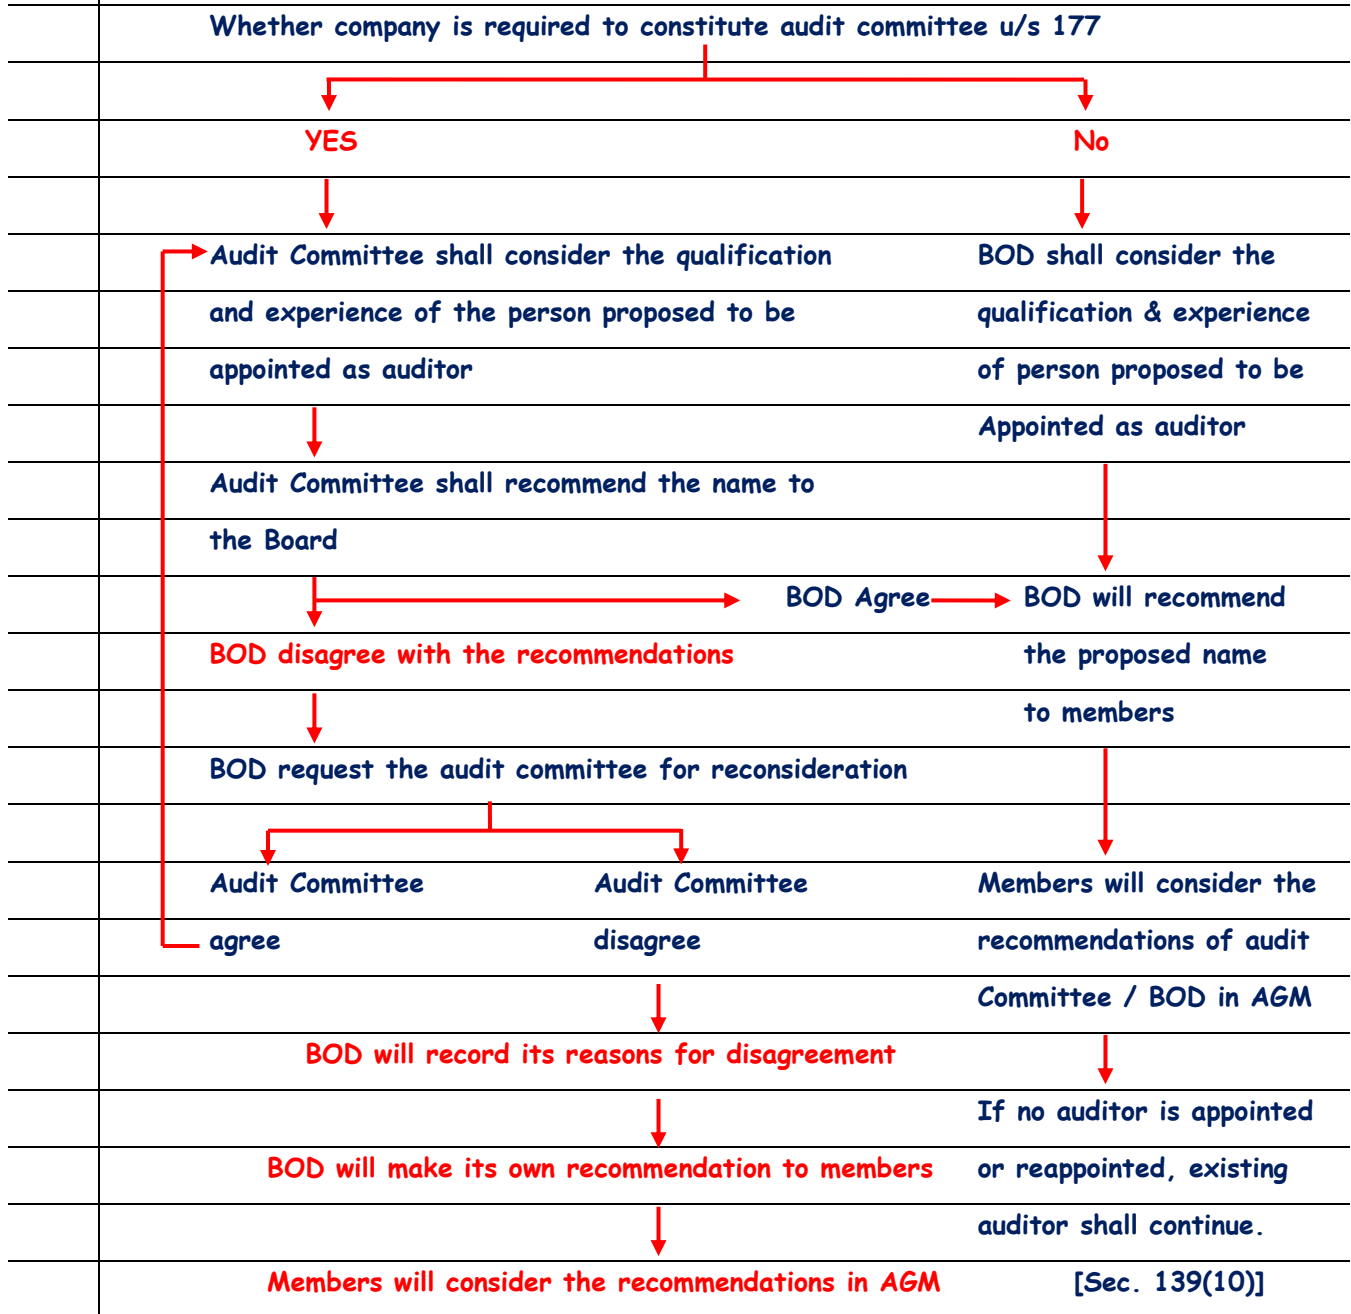 Whether company is required to constitute audit committee u/s 177
YES
No
Audit Committee shall consider the qualification
and experience of the person proposed to be
appointed as auditor
BOD shall consider the
qualification & experience
of person proposed to be
Appointed as auditor
Audit Committee shall recommend the name to
the Board
BOD Agree
BOD will recommend
the proposed name
to members
BOD disagree with the recommendations
BOD request the audit committee for reconsideration
Audit Committee
agree
Audit Committee
disagree
Members will consider the
recommendations of audit
Committee / BOD in AGM
BOD will record its reasons for disagreement
BOD will make its own recommendation to members
Members will consider the recommendations in AGM
If no auditor is appointed
or reappointed, existing
auditor shall continue.
[Sec. 139(10)]